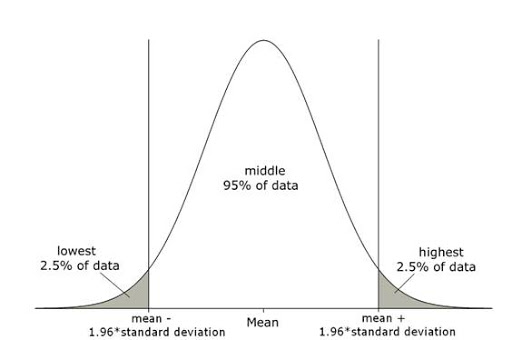 middle
95% of data
lowest
2.5% of data
highest
2.5% of data
mean -
1.96*standard deviation
Mean
mean +
1.96*standard deviation